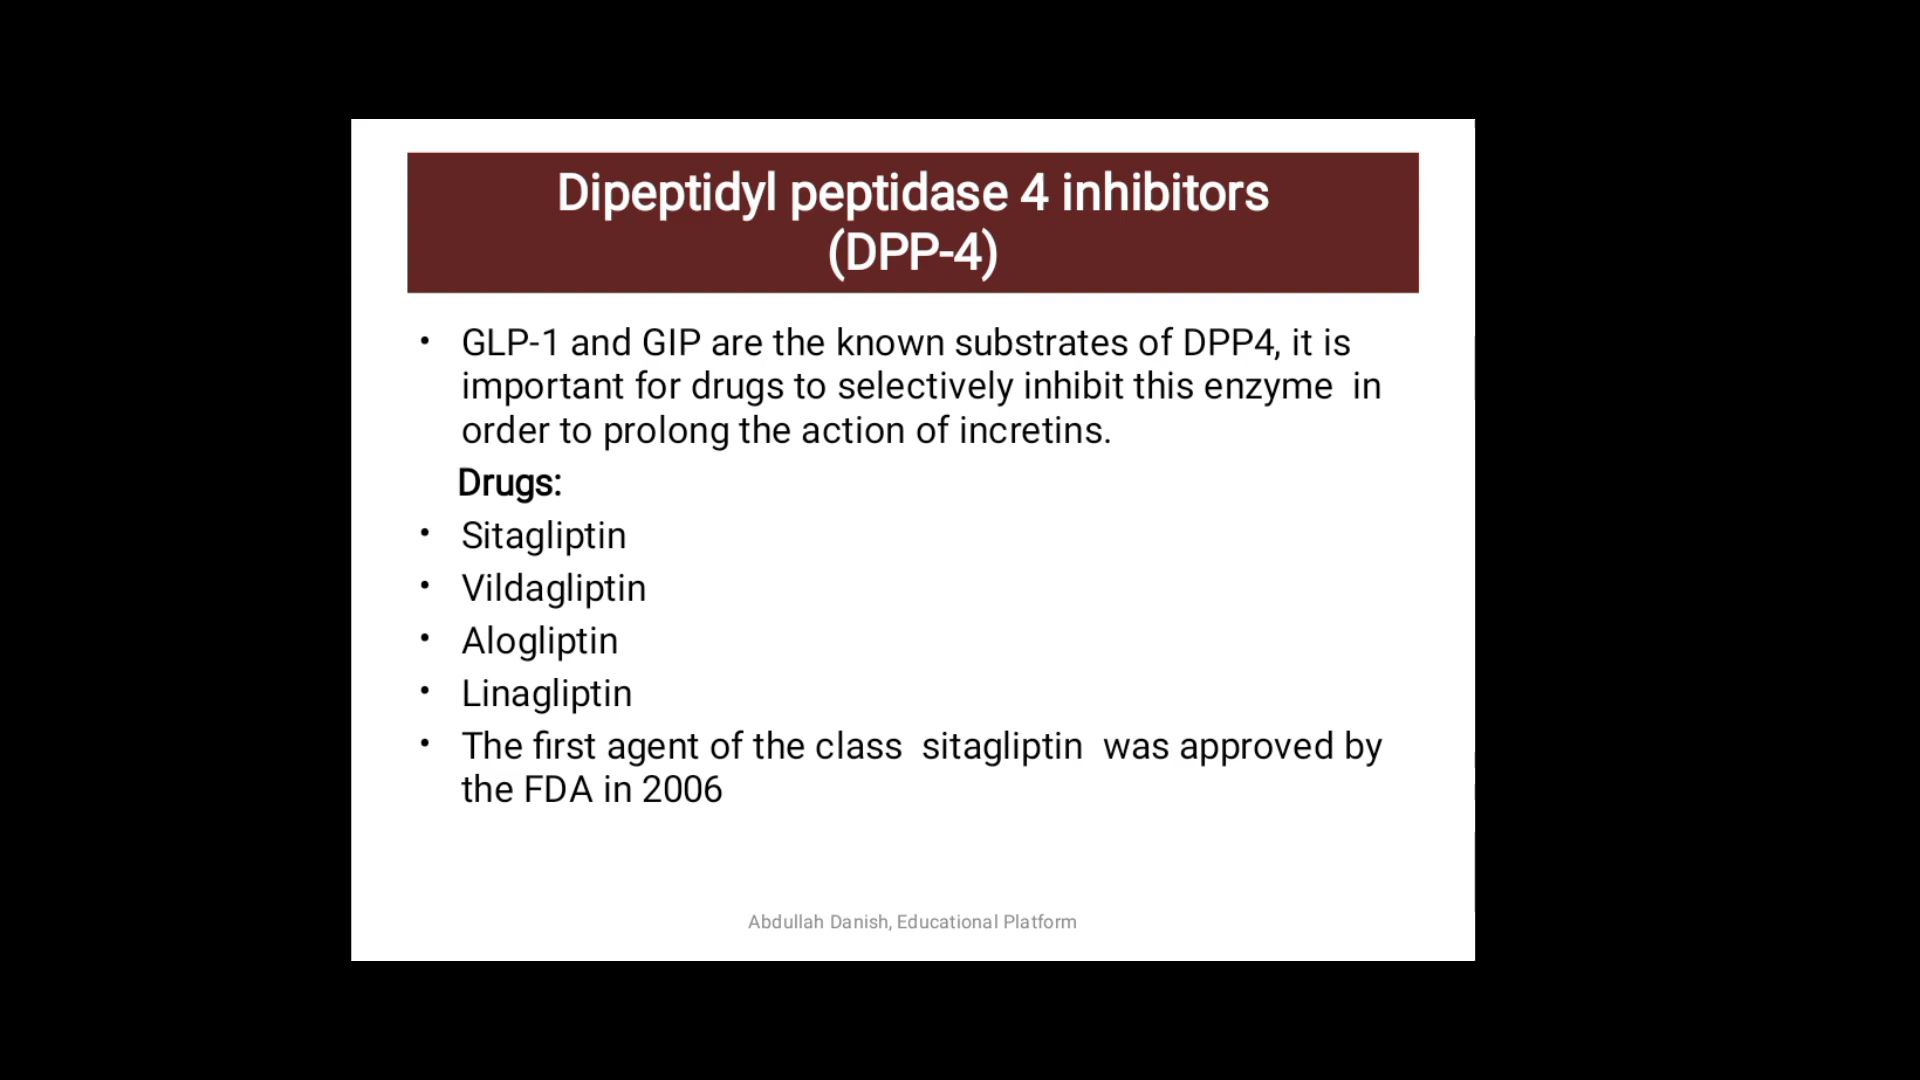 Dipeptidyl peptidase 4 inhibitors
(DPP-4)
• GLP-1 and GIP are the known substrates of DPP4, it is
important for drugs to selectively inhibit this enzyme  in
order to prolong the action of incretins.
Drugs:
• Sitagliptin
• Vildagliptin
• Alogliptin
• Linagliptin
• The first agent of the class  sitagliptin  was approved by
the FDA in 2006
Abdullah Danish, Educational Platform